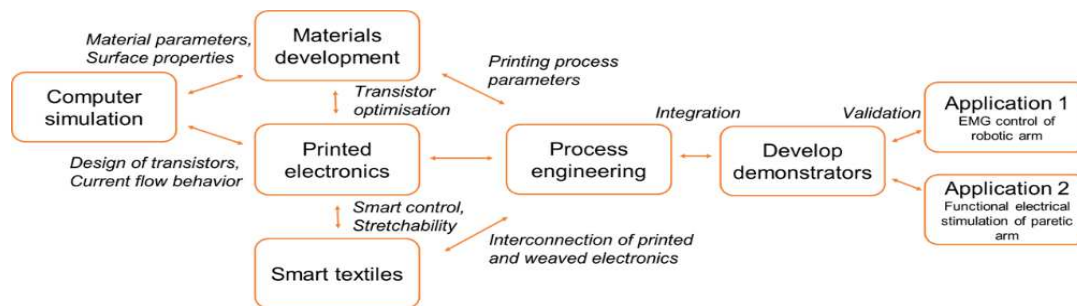 Material parameters,
Surface properties
Materials
development
Printing process
parameters
Computer
simulation
Transistor
optimisation
Integration
Validation
Application 1
EMG control of
robotic arm
Design of transistors,
Current flow behavior
Printed
electronics
Process
engineering
Develop
demonstrators
Application 2
Functional electrical
stimulation of paretic
arm
Smart control,
Stretchability
Smart textiles
Interconnection of printed
and weaved electronics